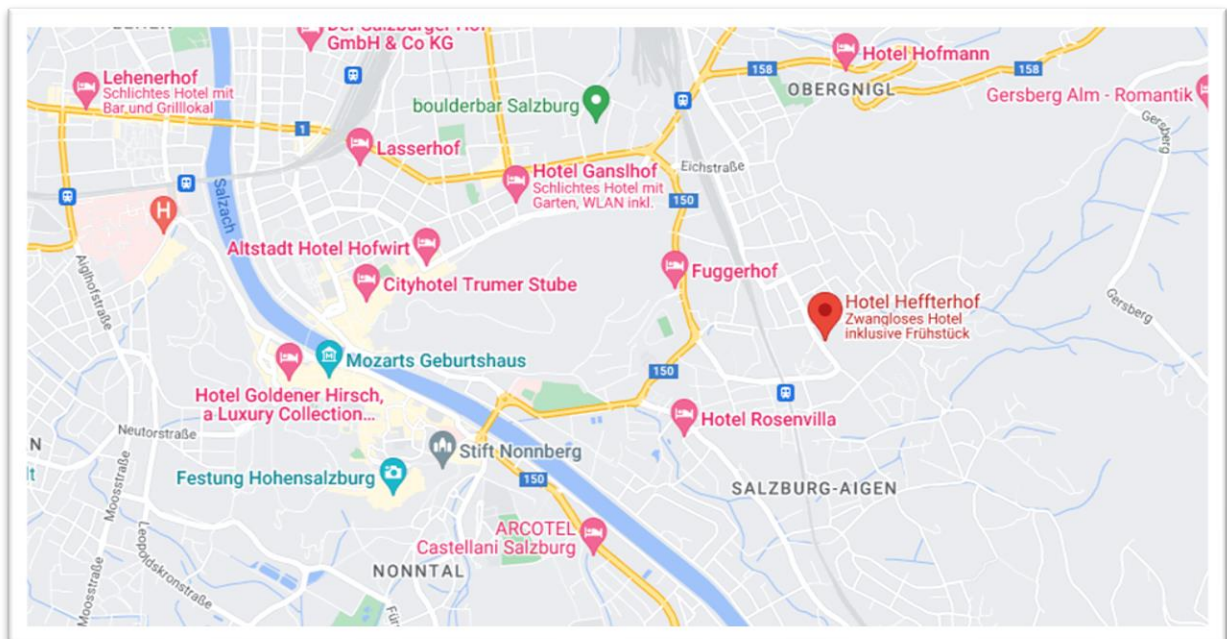 GmbH & Co KG
Lehenerhof
Schlichtes Hotel mit
Bar und Grilllokal
1
boulderbar Salzburg
158
Hotel Hofmann
158
OBERGNIGL
Gersberg Alm - Romantik
Gersberg
Lasserhof
Eichstraße
Hotel Ganslhof
Schlichtes Hotel mit
Garten, WLAN inkl.
150
Salzach
H
Altstadt Hotel Hofwirt
Cityhotel Trumer Stube
Fuggerhof
Aiglhofstraße
Hotel Heffterhof
Zwangloses Hotel
inklusive Frühstück
Gersberg
Mozarts Geburtshaus
150
Hotel Goldener Hirsch,
a Luxury Collection...
Hotel Rosenvilla
Neutorstraße
N
Stift Nonnberg
Festung Hohensalzburg
150
SALZBURG-AIGEN
Moosstraße
Moosstraße
Leopoldskronstraße
ARCOTEL
Castellani Salzburg
NONNTAL